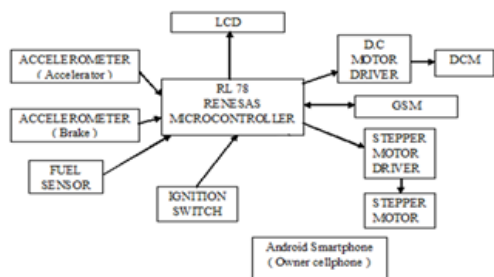 LCD
ACCELEROMETER
( Accelerator)
D.C
MOTOR
DRIVER
DCM
RL 78
RENESAS
MICROCONTROLLER
GSM
ACCELEROMETER
( Brake)
STEPPER
MOTOR
DRIVER
FUEL
SENSOR
IGNITION
SWITCH
STEPPER
MOTOR
Android Smartphone
( Owner cellphone)